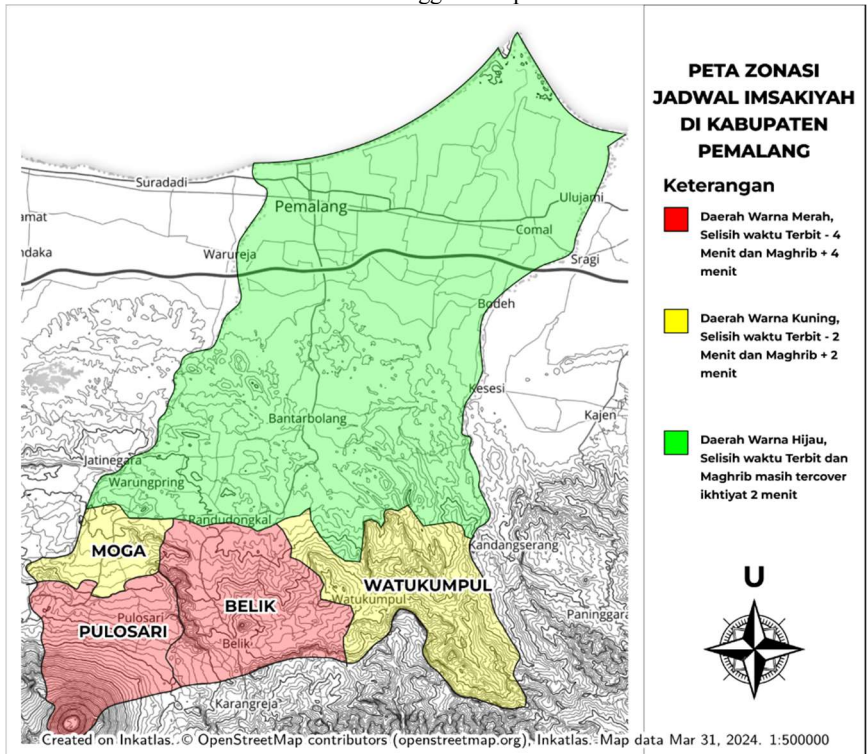 PETA ZONASI
JADWAL IMSAKIYAH
DI KABUPATEN
PEMALANG
Keterangan
Daerah Warna Merah,
Selisih waktu Terbit - 4
Menit dan Maghrib + 4
menit
Daerah Warna Kuning,
Selisih waktu Terbit - 2
Menit dan Maghrib + 2
menit
Daerah Warna Hijau,
Selisih waktu Terbit dan
Maghrib masih tercover
ikhtiyat 2 menit
U
Suradadi
Pemalang
Ulujami
amat
Comal
ndaka
Warureja
Sragi
Bodeh
Kesesi
Bantarbolang
Kajen
Jatinegara
Warungpring
Randudongkal
MOGA
Kandangserang
WATUKUMPUL
Watukumpul
BELIK
Paninggara
Pulosari
PULOSARI
Belik
Karangreja
Created on Inkatlas. © OpenStreetMap contributors (openstreetmap.org), Inkatlas. Map data Mar 31, 2024. 1:500000